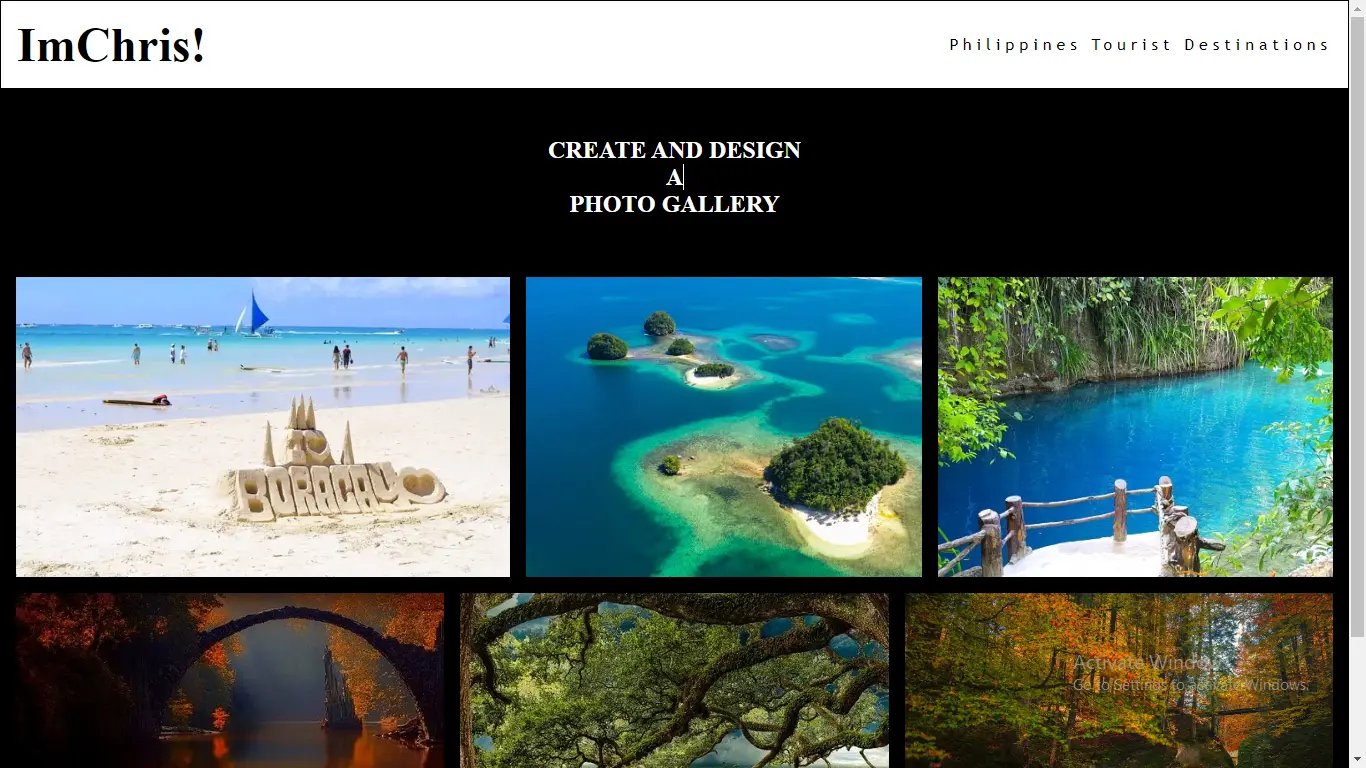 ImChris!
Philippines Tourist Destinations
CREATE AND DESIGN
A
PHOTO GALLERY
BORACAY
Activate Windows
Go to Settings to activate Windows.